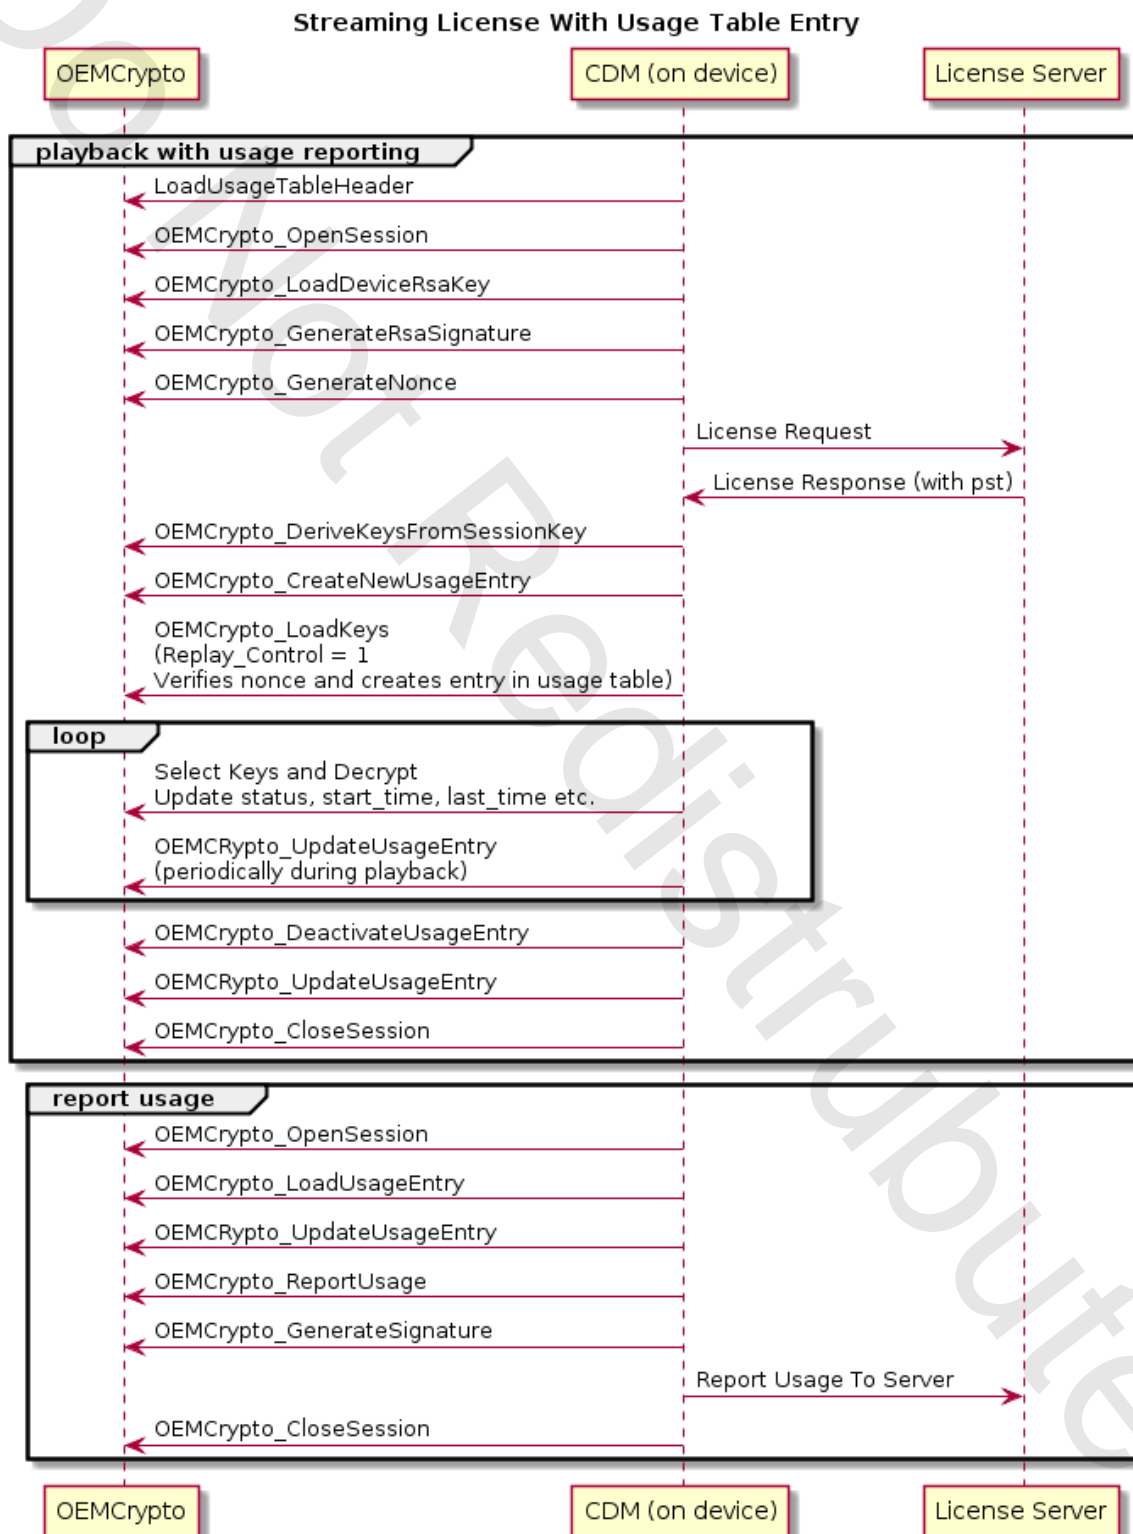 Streaming License With Usage Table Entry
OEMCrypto
CDM (on device)
License Server
playback with usage reporting
LoadUsageTableHeader
OEMCrypto_OpenSession
OEMCrypto_LoadDeviceRsaKey
OEMCrypto_GenerateRsaSignature
OEMCrypto_GenerateNonce
License Request
License Response (with pst)
OEMCrypto_DeriveKeysFromSessionKey
OEMCrypto_CreateNewUsageEntry
OEMCrypto_LoadKeys
(Replay_Control = 1
Verifies nonce and creates entry in usage table)
loop
Select Keys and Decrypt
Update status, start_time, last_time etc.
OEMCRypto_UpdateUsageEntry
(periodically during playback)
OEMCrypto_DeactivateUsageEntry
OEMCRypto_UpdateUsageEntry
OEMCrypto_CloseSession
report usage
OEMCrypto_OpenSession
OEMCrypto_LoadUsageEntry
OEMCRypto_UpdateUsageEntry
OEMCrypto_ReportUsage
OEMCrypto_GenerateSignature
Report Usage To Server
OEMCrypto_CloseSession
OEMCrypto
CDM (on device)
License Server
Do Not Redistrubute